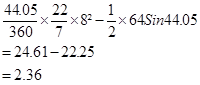 44.05/360 × 22/7 × 8² − 1/2 × 64Sin44.05
= 24.61 − 22.25
= 2.36